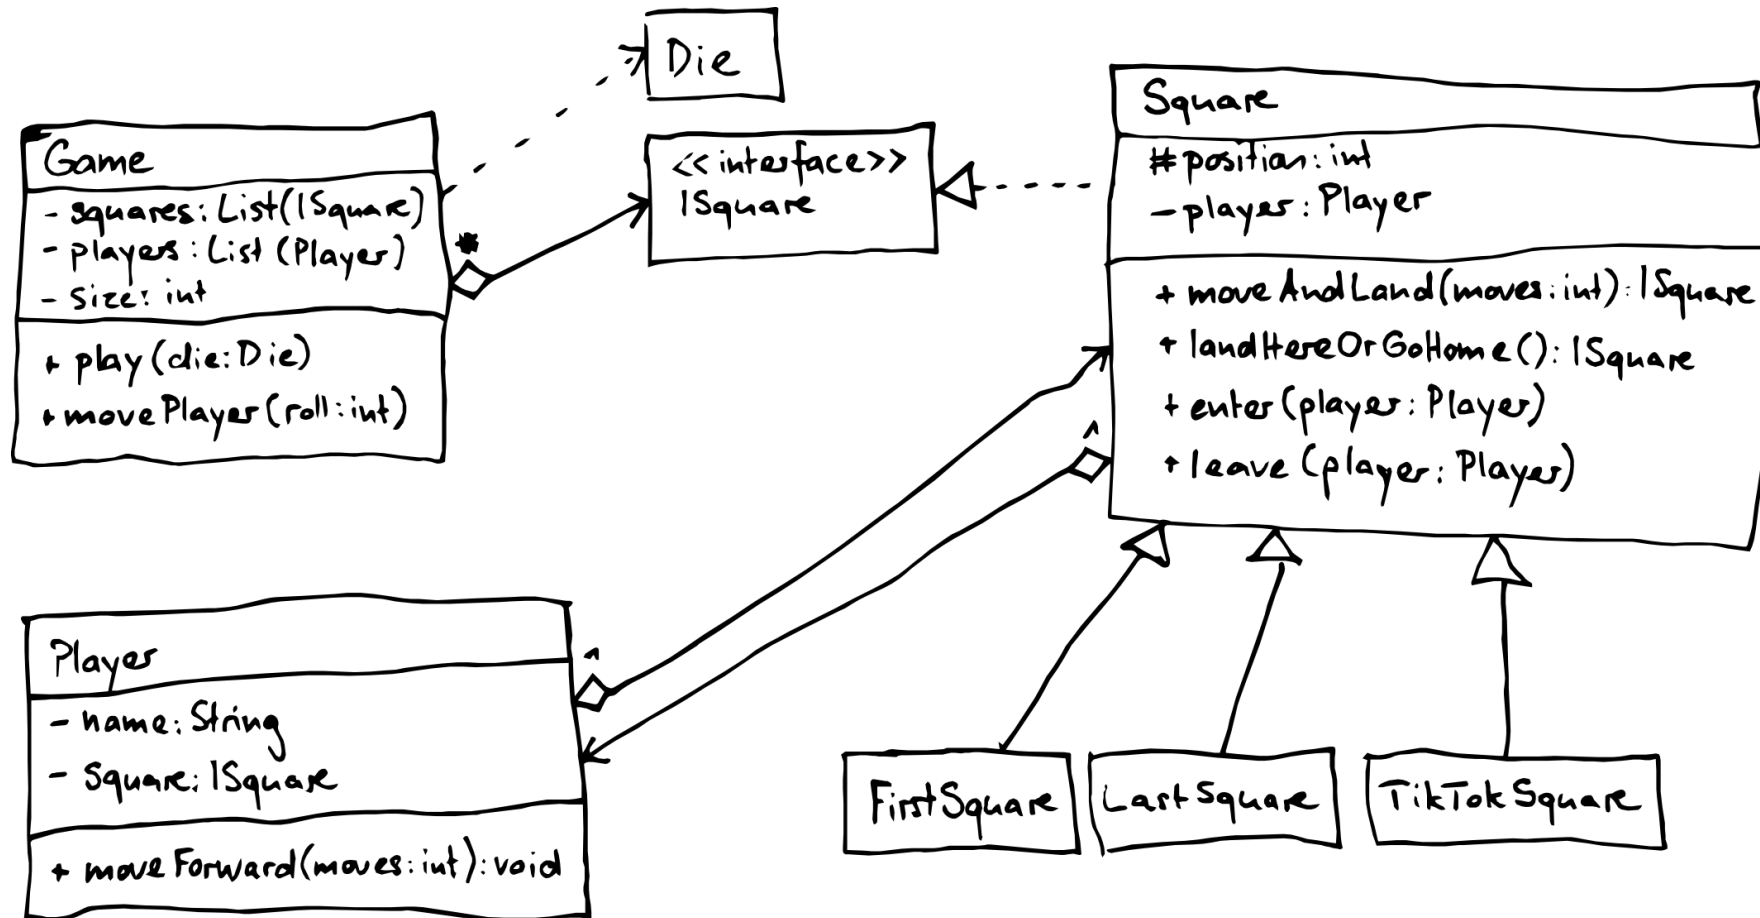 Die
Game
- squares: List(ISquare)
- players: List(Player)
- size: int
+ play(die: Die)
+ movePlayer(roll: int)
*
<<interface>>
ISquare
Square
# position: int
- player: Player
+ moveAndLand(moves: int): ISquare
+ landHereOrGoHome(): ISquare
+ enter(player: Player)
+ leave(player: Player)
Player
- name: String
- square: ISquare
+ moveForward(moves: int): void
FirstSquare
LastSquare
TikTokSquare